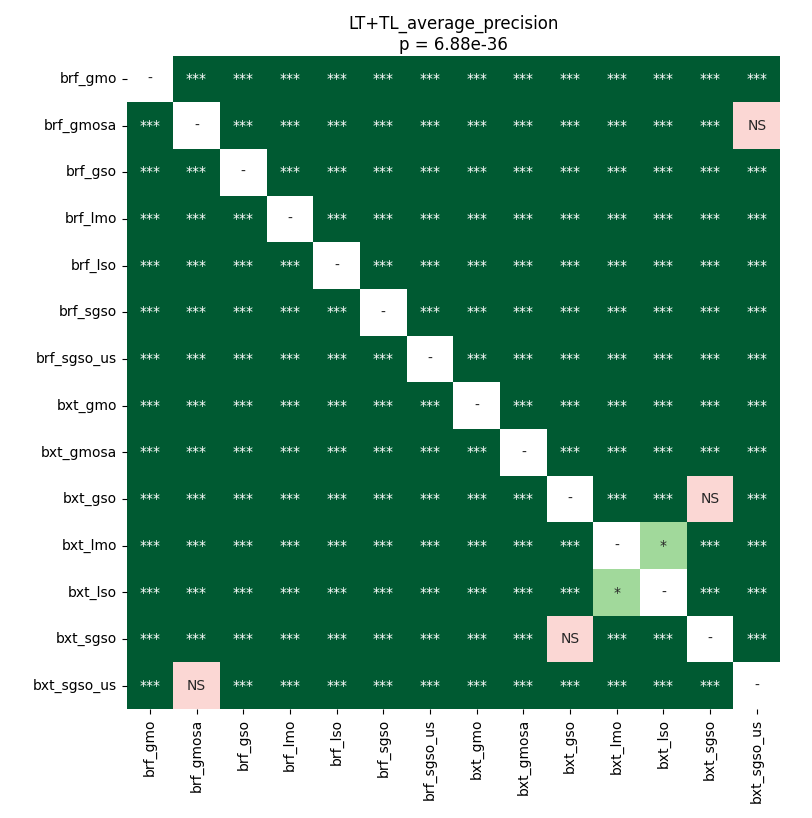 LT+TL_average_precision
p = 6.88e-36
brf_gmo - *** *** *** *** *** *** *** *** *** *** *** *** ***
brf_gmosa *** - *** *** *** *** *** *** *** *** *** *** *** NS
brf_gso *** *** - *** *** *** *** *** *** *** *** *** *** ***
brf_lmo *** *** *** - *** *** *** *** *** *** *** *** *** ***
brf_lso *** *** *** *** - *** *** *** *** *** *** *** *** ***
brf_sgso *** *** *** *** *** - *** *** *** *** *** *** *** ***
brf_sgso_us *** *** *** *** *** *** - *** *** *** *** *** *** ***
bxt_gmo *** *** *** *** *** *** *** - *** *** *** *** *** ***
bxt_gmosa *** *** *** *** *** *** *** *** - *** *** *** *** ***
bxt_gso *** *** *** *** *** *** *** *** *** - *** *** NS ***
bxt_lmo *** *** *** *** *** *** *** *** *** *** - * *** ***
bxt_lso *** *** *** *** *** *** *** *** *** *** * - *** ***
bxt_sgso *** *** *** *** *** *** *** *** *** NS *** *** - ***
bxt_sgso_us *** NS *** *** *** *** *** *** *** *** *** *** *** -
brf_gmo brf_gmosa brf_gso brf_lmo brf_lso brf_sgso brf_sgso_us bxt_gmo bxt_gmosa bxt_gso bxt_lmo bxt_lso bxt_sgso bxt_sgso_us